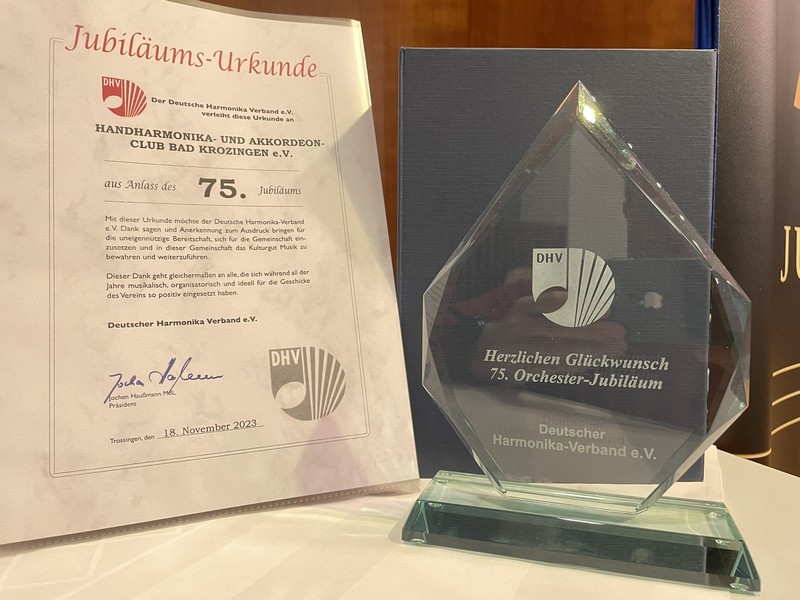 Jubiläums-Urkunde
DHV
Der Deutsche Harmonika Verband e.V.
verleiht diese Urkunde an
HANDHARMONIKA- UND AKKORDEON-
CLUB BAD KROZINGEN e.V.
aus Anlass des 75. Jubiläums
Mit dieser Urkunde möchte der Deutsche Harmonika-Verband
e.V. Dank sagen und Anerkennung zum Ausdruck bringen für
die uneigennützige Bereitschaft, sich für die Gemeinschaft ein-
zusetzen und in dieser Gemeinschaft das Kulturgut Musik zu
bewahren und weiterzuführen.
Dieser Dank geht gleichermaßen an alle, die sich während all der
Jahre musikalisch, organisatorisch und ideell für die Geschicke
des Vereins so positiv eingesetzt haben.
Deutscher Harmonika Verband e.V.
Jochen Haußmann MdL
Präsident
DHV
Trossingen, den 18. November 2023
DHV
Herzlichen Glückwunsch
75. Orchester-Jubiläum
Deutscher
Harmonika-Verband e.V.